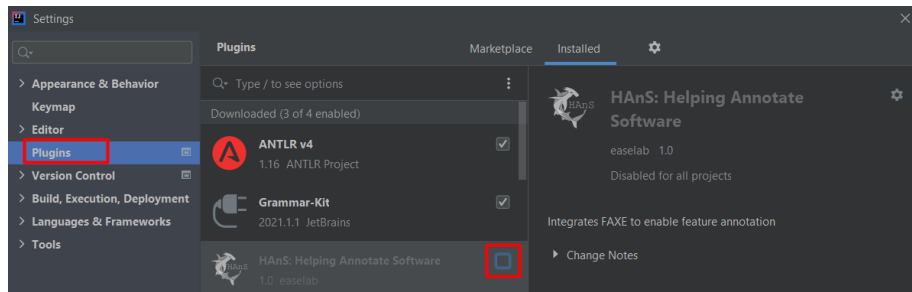 Settings
Plugins
Marketplace
Installed
Type / to see options
Appearance & Behavior
Keymap
Editor
Plugins
Version Control
Build, Execution, Deployment
Languages & Frameworks
Tools
Downloaded (3 of 4 enabled)
ANTLR v4
1.16 ANTLR Project
Grammar-Kit
2021.1.1 JetBrains
HAnS
HAnS: Helping Annotate Software
1.0 easelab
HAnS
HAnS: Helping Annotate
Software
easelab 1.0
Disabled for all projects
Integrates FAXE to enable feature annotation
Change Notes